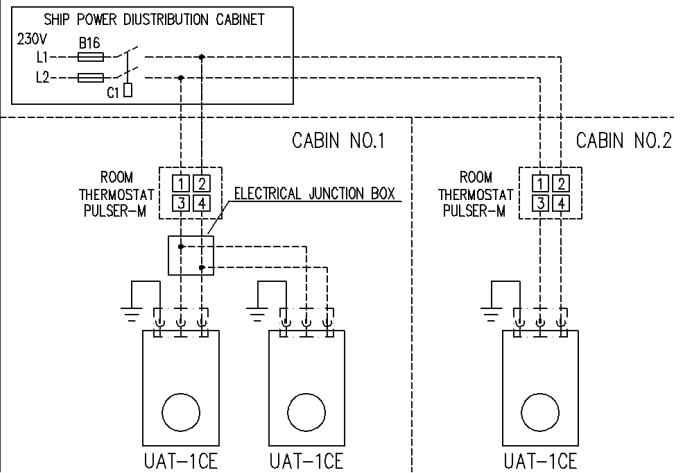 SHIP POWER DIUSTRIBUTION CABINET
230V
B16
L1
L2
C1
CABIN NO.1
CABIN NO.2
ROOM
THERMOSTAT
PULSER-M
1 2
3 4
ELECTRICAL JUNCTION BOX
ROOM
THERMOSTAT
PULSER-M
1 2
3 4
UAT-1CE
UAT-1CE
UAT-1CE